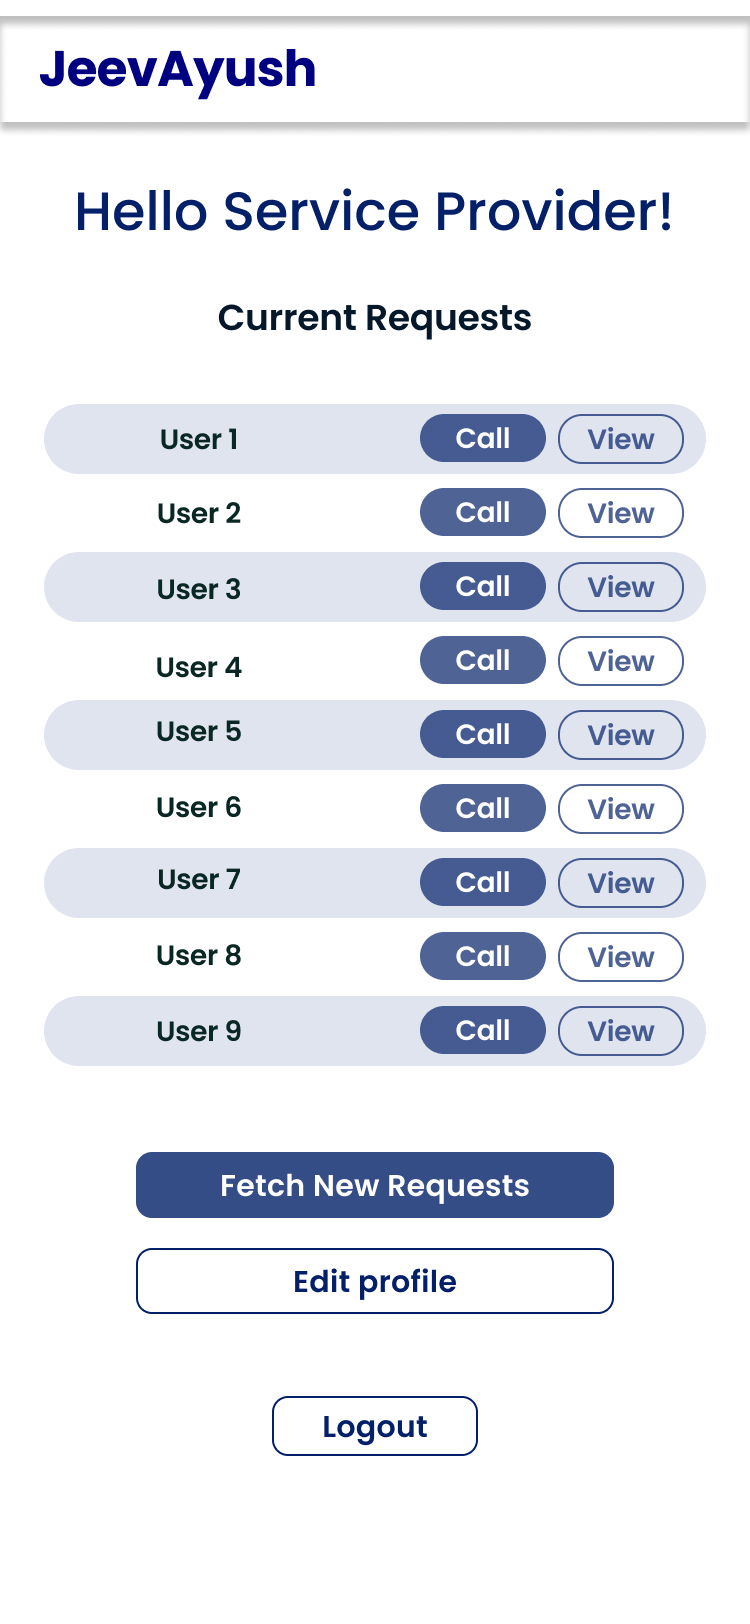 JeevAyush
Hello Service Provider!
Current Requests
User 1 Call View
User 2 Call View
User 3 Call View
User 4 Call View
User 5 Call View
User 6 Call View
User 7 Call View
User 8 Call View
User 9 Call View
Fetch New Requests
Edit profile
Logout